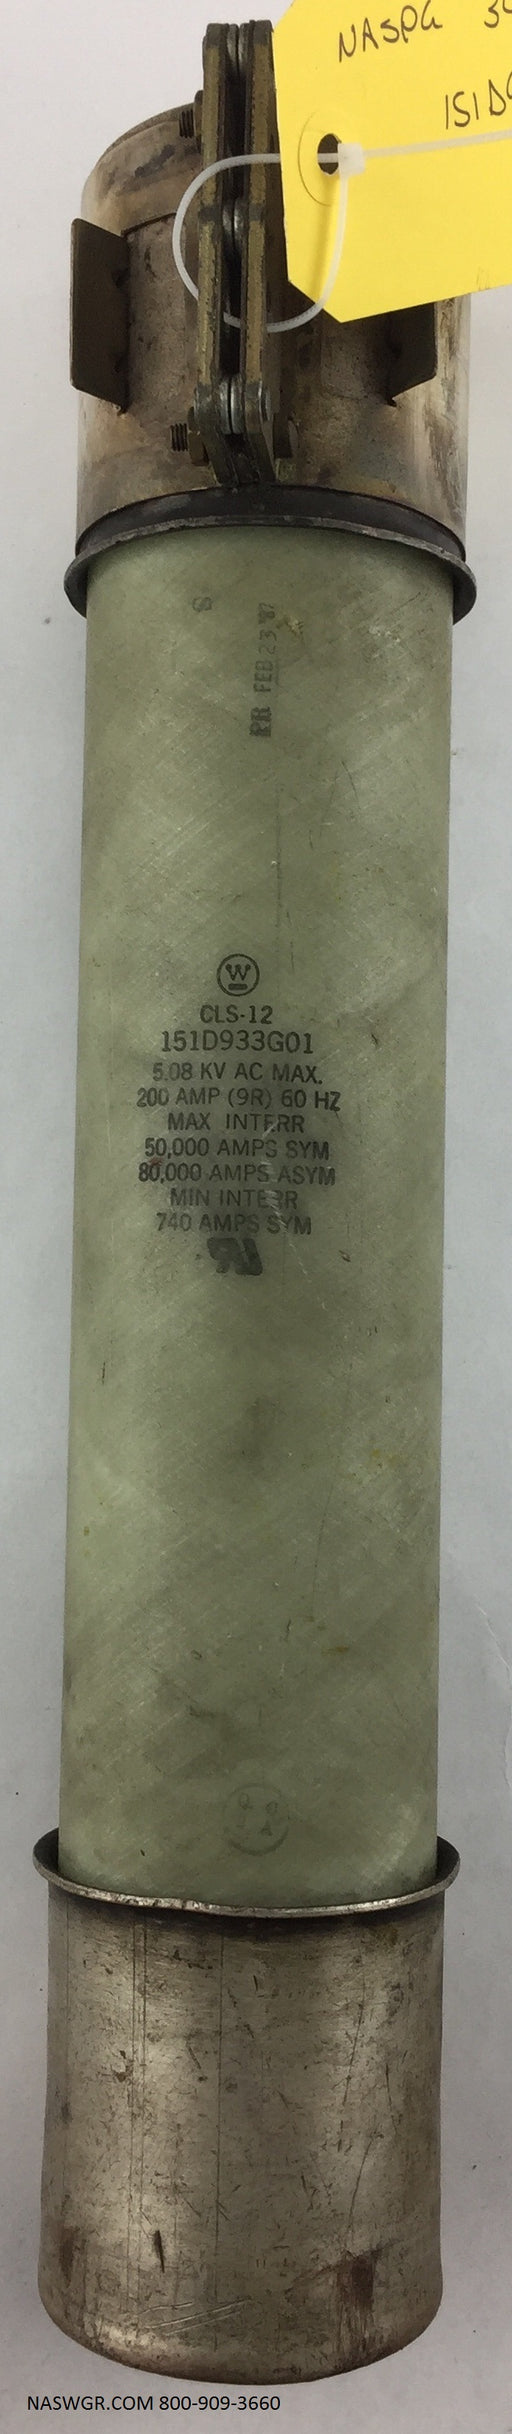 NASPG
151D
8
PR FEB 23 '87
W
CLS-12
151D933G01
5.08 KV AC MAX.
200 AMP (9R) 60 HZ
MAX INTERR
50,000 AMPS SYM
80,000 AMPS ASYM
MIN INTERR
740 AMPS SYM
NASWGR.COM 800-909-3660